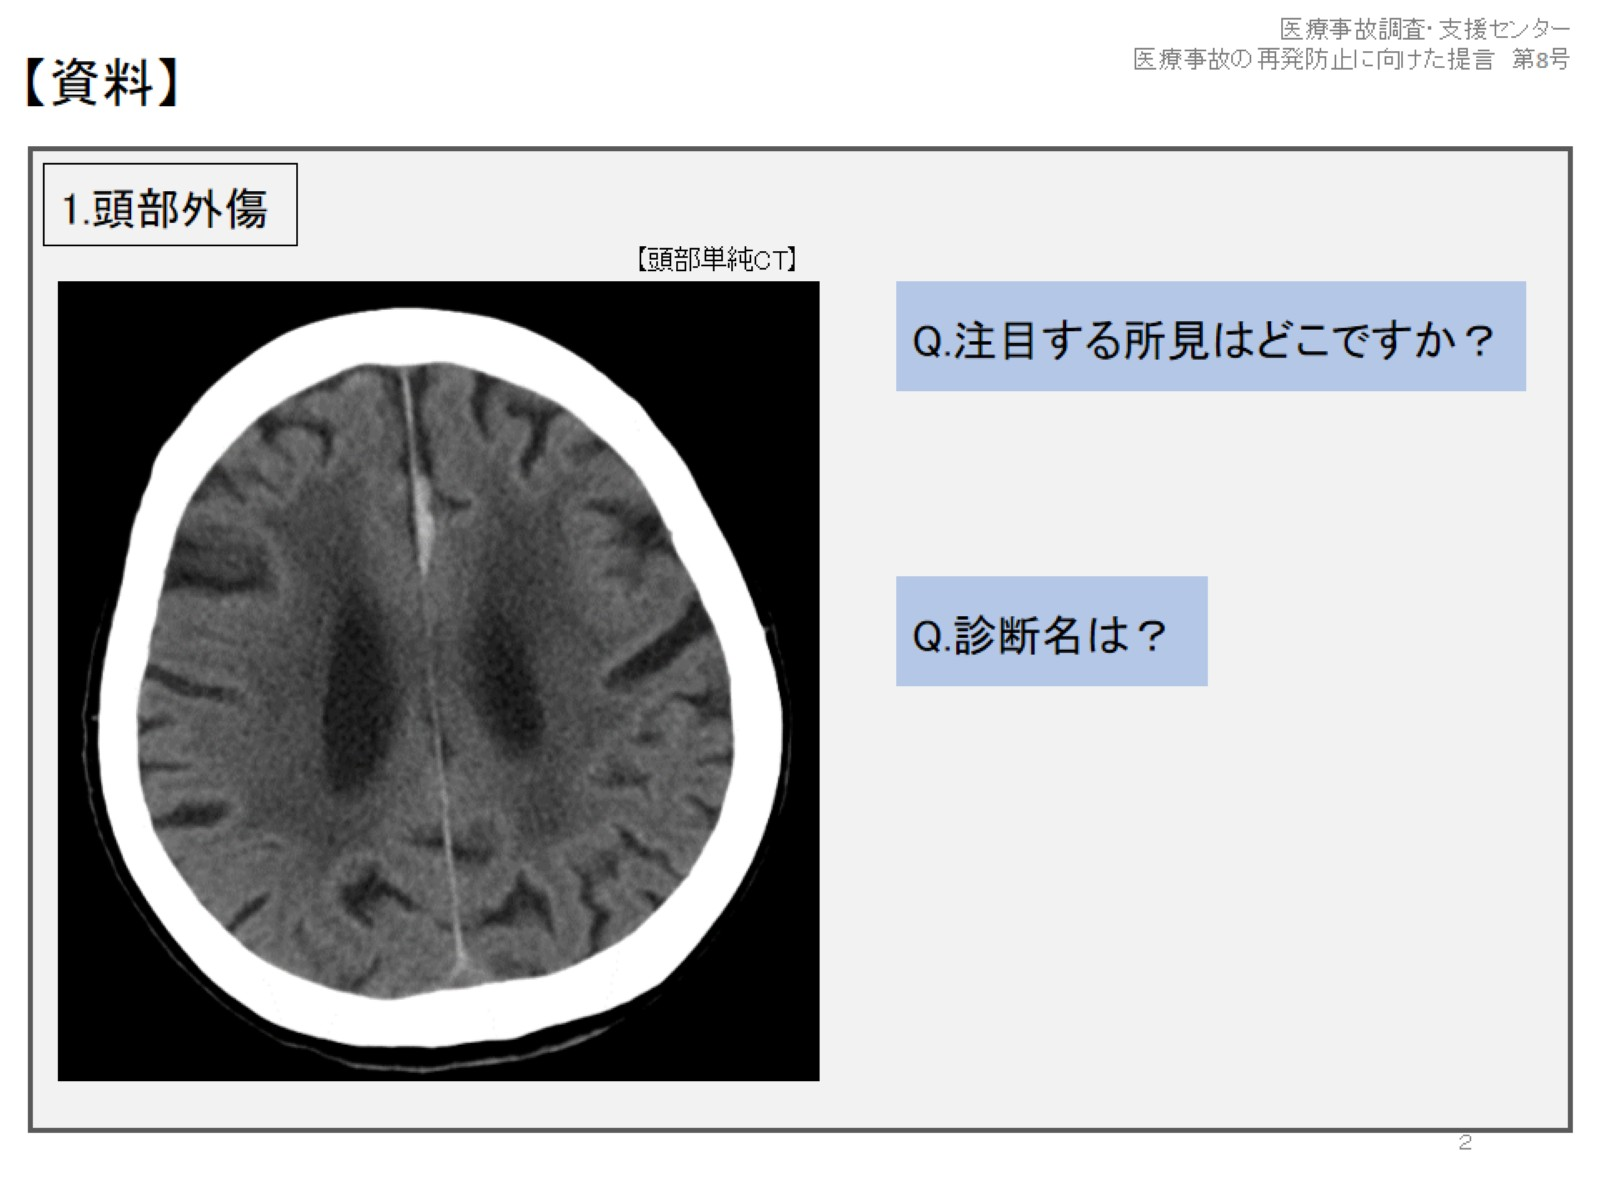 医療事故調査・支援センター
医療事故の再発防止に向けた提言 第8号
【資料】
1.頭部外傷
【頭部単純CT】
Q.注目する所見はどこですか？
Q.診断名は？
2